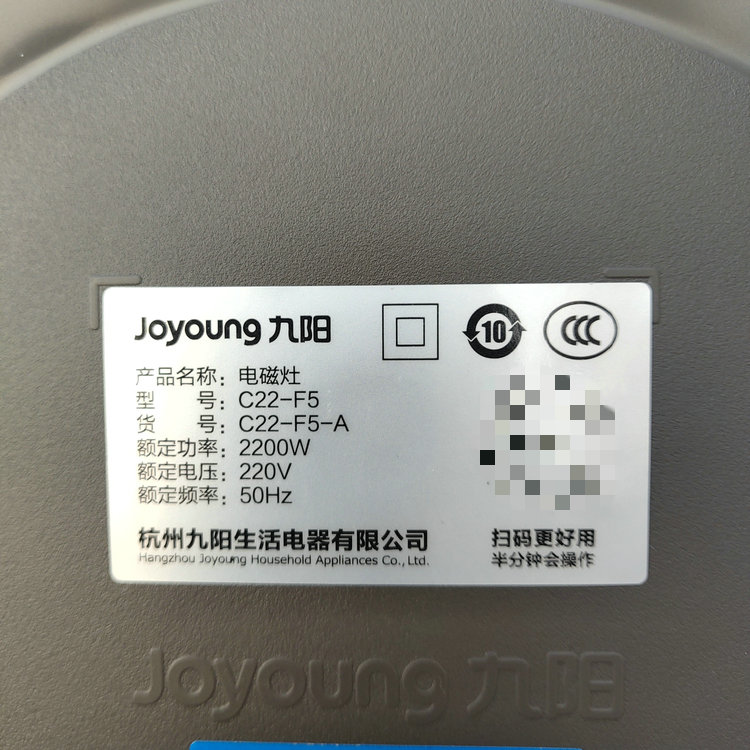 Joyoung 九阳
10
CCC
产品名称：电磁灶
型 号：C22-F5
货 号：C22-F5-A
额定功率：2200W
额定电压：220V
额定频率：50Hz
杭州九阳生活电器有限公司
Hangzhou Joyoung Household Appliances Co., Ltd.
扫码更好用
半分钟会操作
Joyoung 九阳